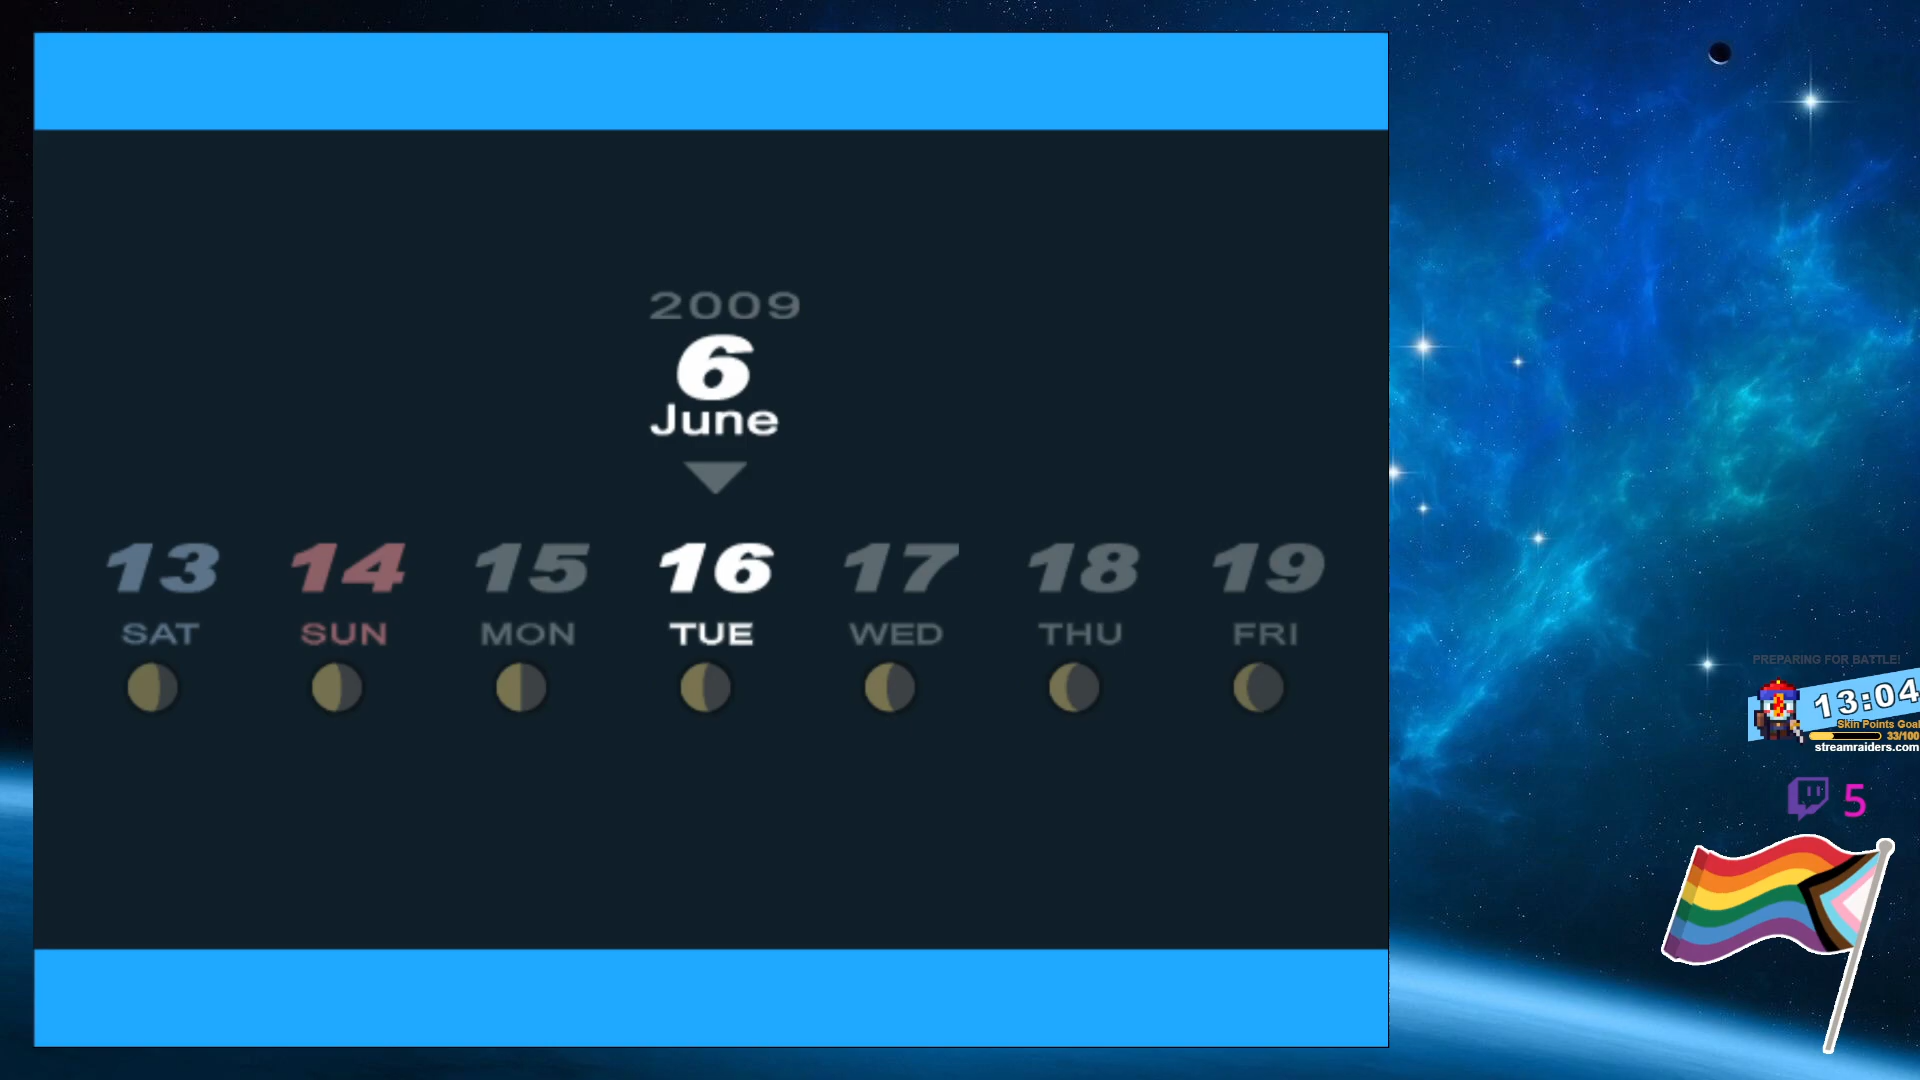 2009
6
June
13 14 15 16 17 18 19
SAT SUN MON TUE WED THU FRI
PREPARING FOR BATTLE!
13:04
Skin Points Goal
33/100
streamraiders.com
5